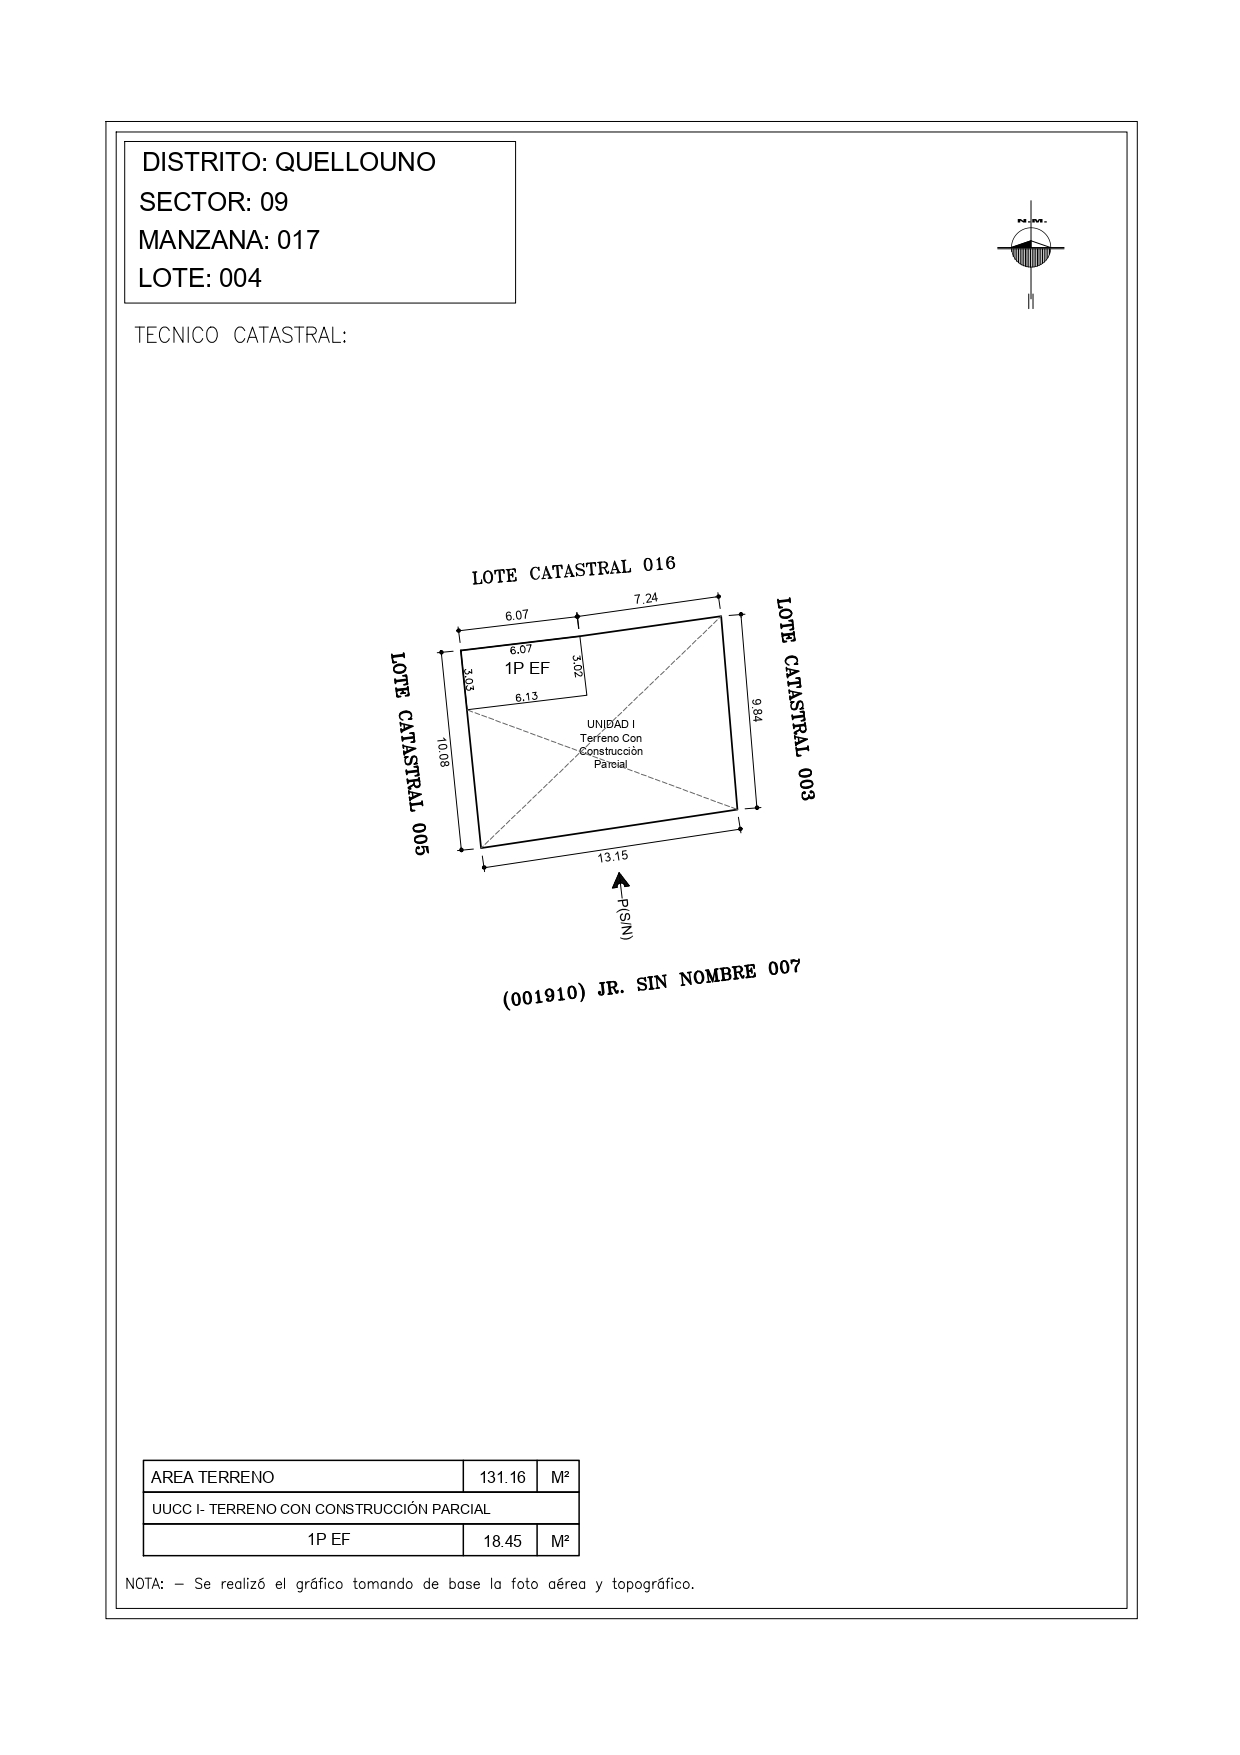 DISTRITO: QUELLOUNO
SECTOR: 09
MANZANA: 017
LOTE: 004
N.M.
TECNICO CATASTRAL:
LOTE CATASTRAL 016
6.07
7.24
LOTE CATASTRAL 005
10.08
6.07
3.03
1P EF
3.02
6.13
UNIDAD I
Terreno Con
Construcciòn
Parcial
9.84
LOTE CATASTRAL 003
13.15
P(S/N)
(001910) JR. SIN NOMBRE 007
AREA TERRENO 131.16 M²
UUCC I- TERRENO CON CONSTRUCCIÓN PARCIAL
1P EF 18.45 M²
NOTA: – Se realizó el gráfico tomando de base la foto aérea y topográfico.